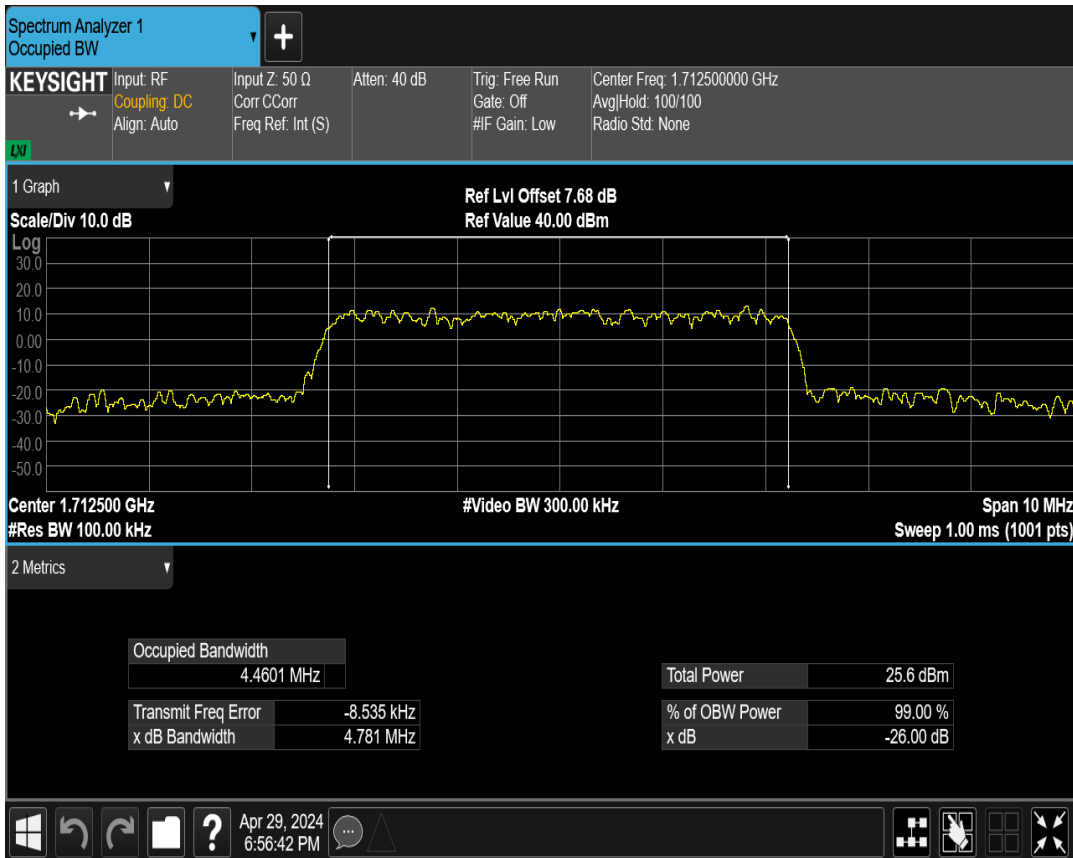 Spectrum Analyzer 1
Occupied BW
+
KEYSIGHT
LXI
Input: RF
Coupling: DC
Align: Auto
Input Z: 50 Ω
Corr CCorr
Freq Ref: Int (S)
Atten: 40 dB
Trig: Free Run
Gate: Off
#IF Gain: Low
Center Freq: 1.712500000 GHz
Avg|Hold: 100/100
Radio Std: None
1 Graph
Scale/Div 10.0 dB
Ref Lvl Offset 7.68 dB
Ref Value 40.00 dBm
Log
30.0
20.0
10.0
0.00
-10.0
-20.0
-30.0
-40.0
-50.0
Center 1.712500 GHz
#Video BW 300.00 kHz
Span 10 MHz
#Res BW 100.00 kHz
Sweep 1.00 ms (1001 pts)
2 Metrics
Occupied Bandwidth
4.4601 MHz
Transmit Freq Error -8.535 kHz
x dB Bandwidth 4.781 MHz
Total Power 25.6 dBm
% of OBW Power 99.00 %
x dB -26.00 dB
?
Apr 29, 2024
6:56:42 PM